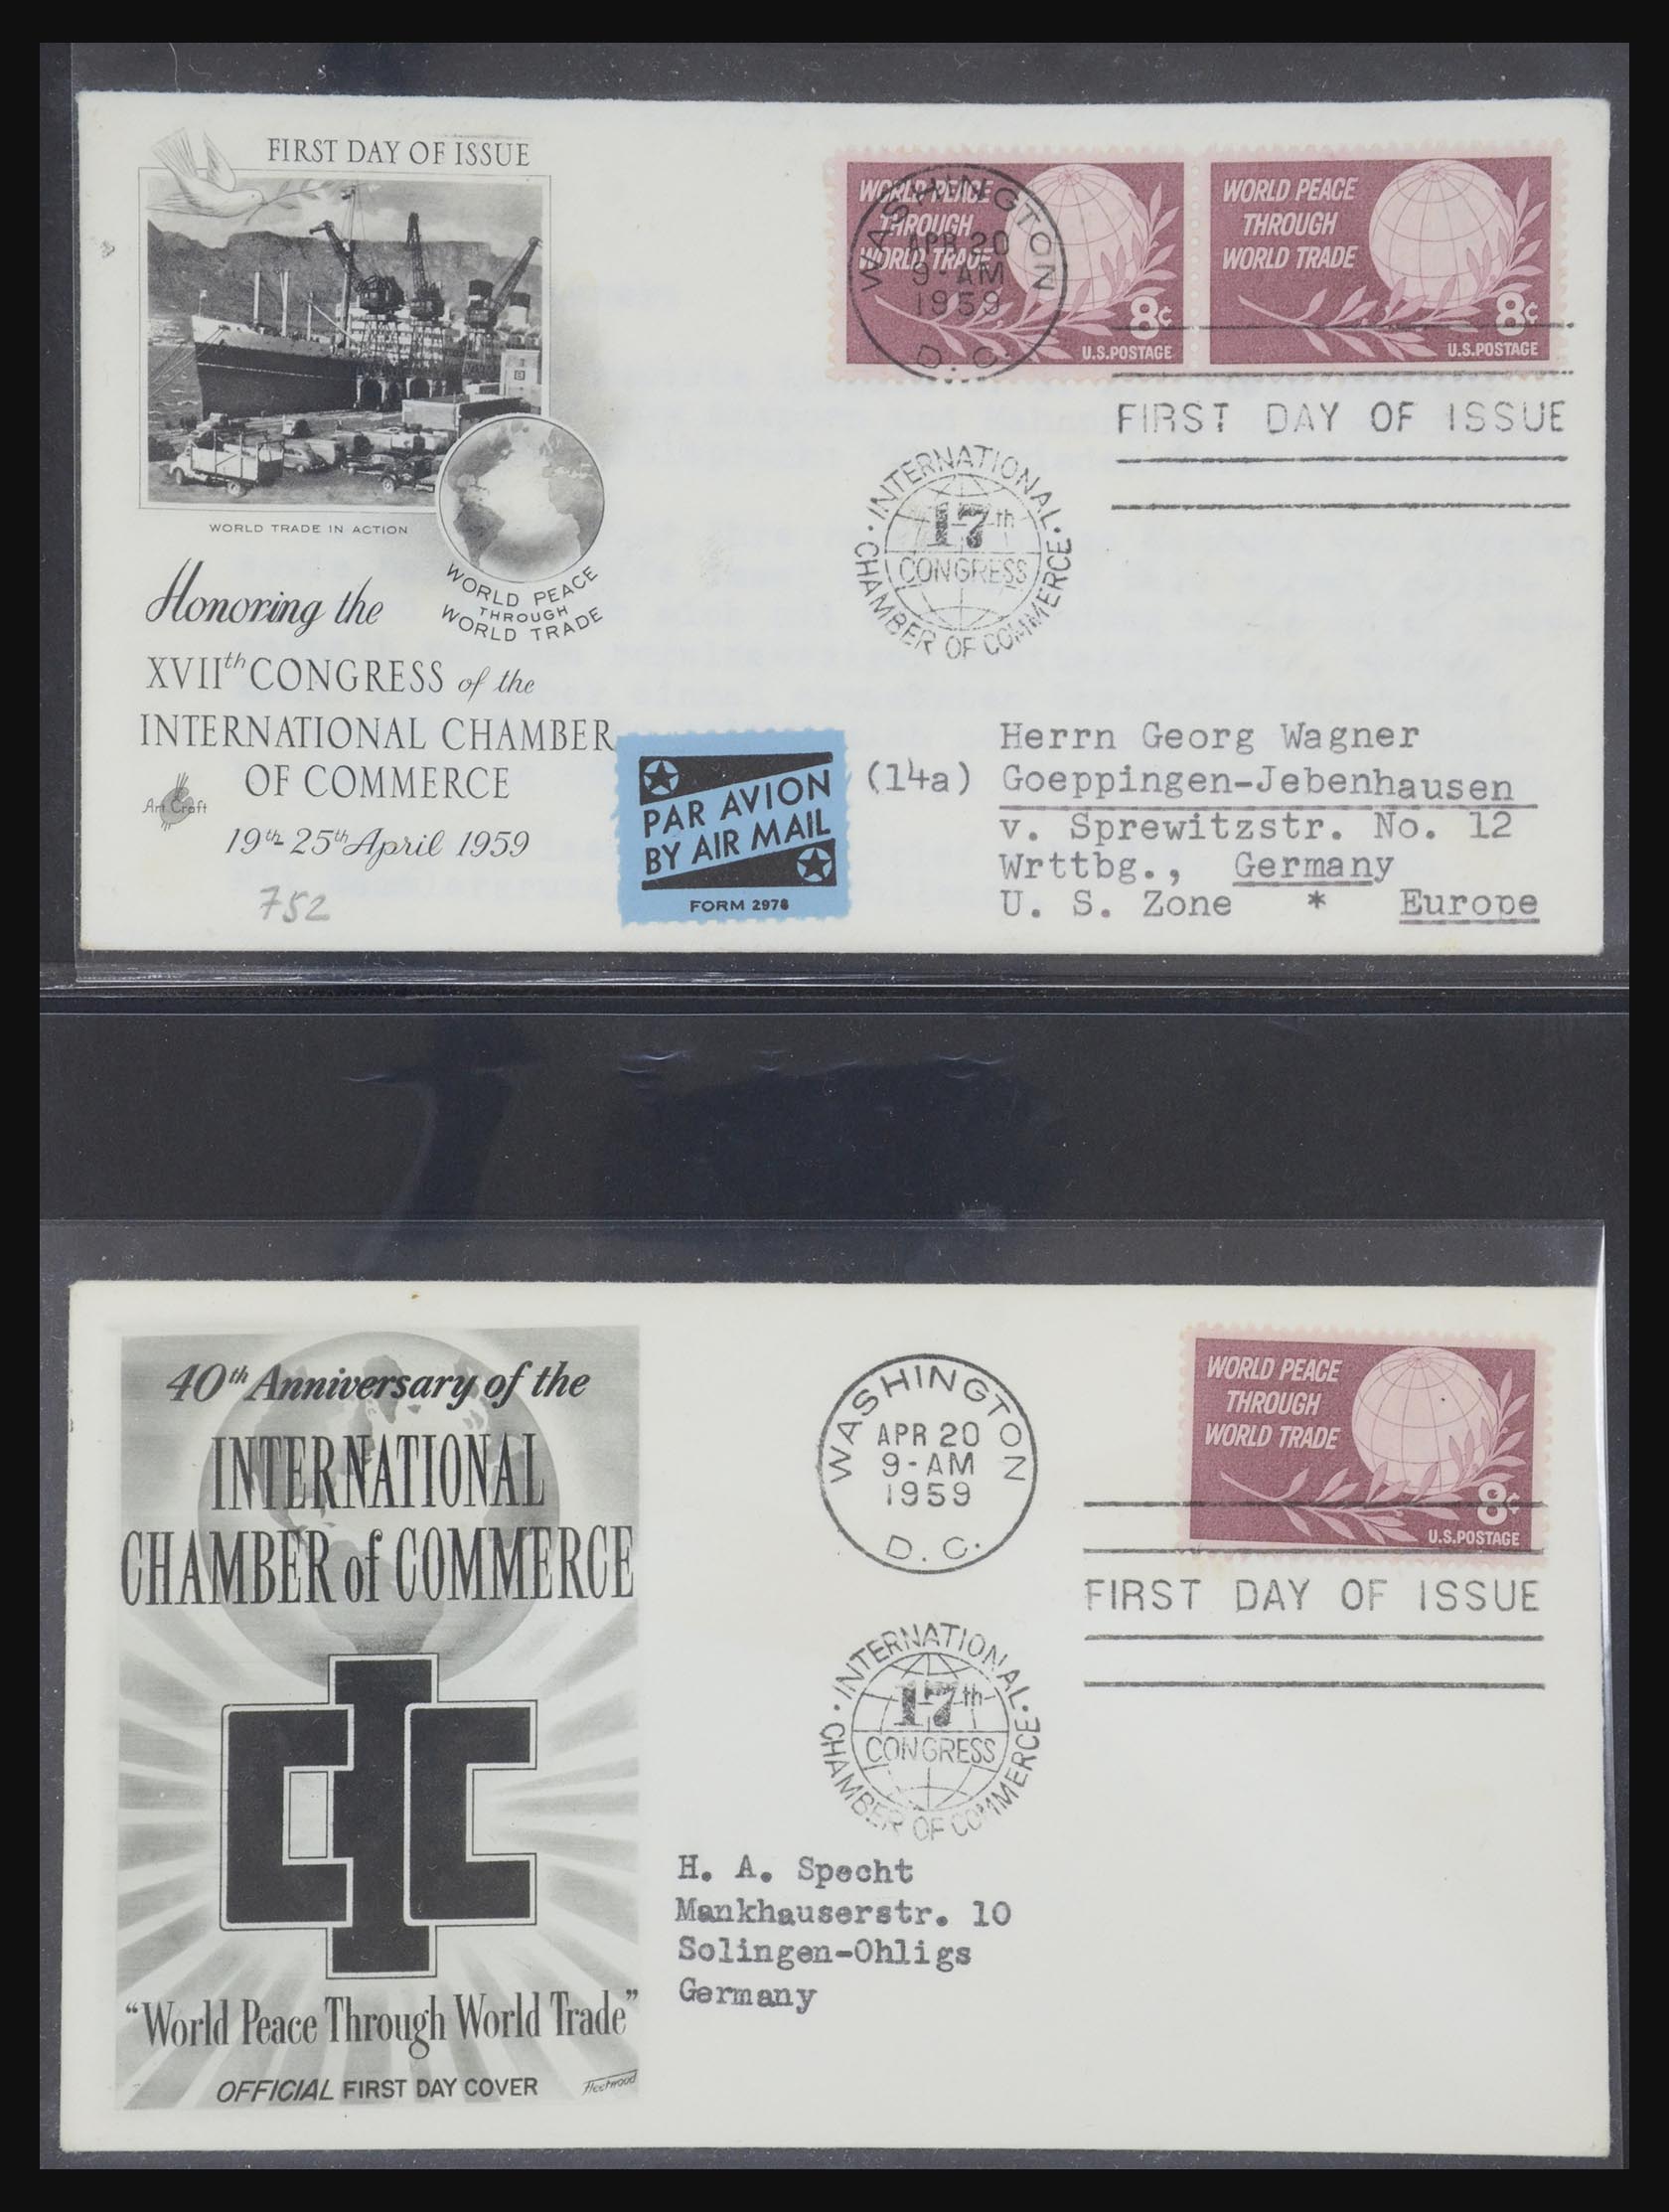 FIRST DAY OF ISSUE
WORLD TRADE IN ACTION
WORLD PEACE
THROUGH
WORLD TRADE
Honoring the
XVIIth CONGRESS of the
INTERNATIONAL CHAMBER
OF COMMERCE
19th-25th April 1959
Art Craft
752
WORLD PEACE
THROUGH
WORLD TRADE
8¢
U.S.POSTAGE
WORLD PEACE
THROUGH
WORLD TRADE
8¢
U.S.POSTAGE
WASHINGTON
APR 20
9-AM
1959
D. C.
FIRST DAY OF ISSUE
INTERNATIONAL
17th
CONGRESS
CHAMBER OF COMMERCE
PAR AVION
BY AIR MAIL
FORM 2978
Herrn Georg Wagner
(14a) Goeppingen-Jebenhausen
v. Sprewitzstr. No. 12
Wrttbg., Germany
U. S. Zone * Europe
40th Anniversary of the
INTERNATIONAL
CHAMBER of COMMERCE
CIC
"World Peace Through World Trade"
OFFICIAL FIRST DAY COVER
Fleetwood
WASHINGTON
APR 20
9-AM
1959
D. C.
WORLD PEACE
THROUGH
WORLD TRADE
8¢
U.S.POSTAGE
FIRST DAY OF ISSUE
INTERNATIONAL
17th
CONGRESS
CHAMBER OF COMMERCE
H. A. Specht
Mankhauserstr. 10
Solingen-Ohligs
Germany